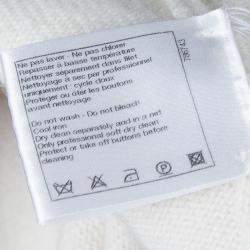 Ne pas laver - Ne pas chlorer
Repasser à basse température
Nettoyer séparément dans filet
Nettoyage à sec par professionnel
uniquement: cycle doux
Protéger ou ôter les boutons
avant nettoyage
Do not wash - Do not bleach
Cool iron
Dry clean separately and in a net
Only professional soft dry clean
Protect or take off buttons before
cleaning